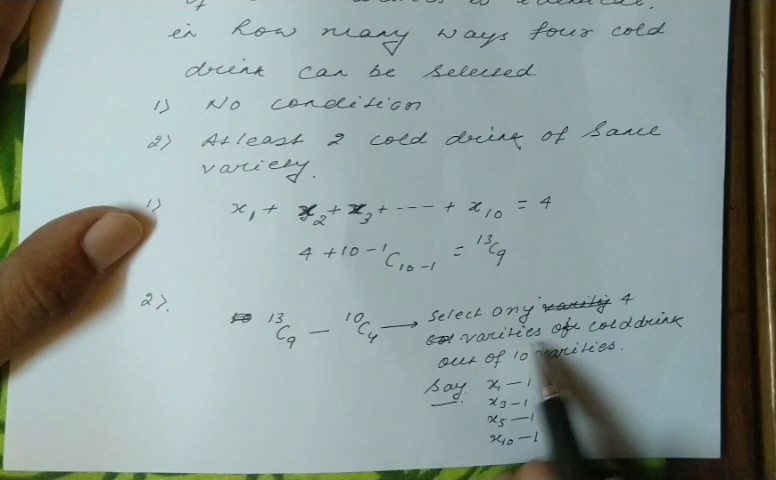 in how many ways four cold
drink can be selected
1) No condition
2) Atleast 2 cold drink of same
variety.
1) x₁ + x₂ + x₃ + --- + x₁₀ = 4
⁴⁺¹⁰⁻¹C₁₀₋₁ = ¹³C₉
2). ¹³C₉ — ¹⁰C₄ → Select any 4
varities of colddrink
out of 10 varities.
Say x₁ — 1
x₃ — 1
x₅ — 1
x₁₀ — 1